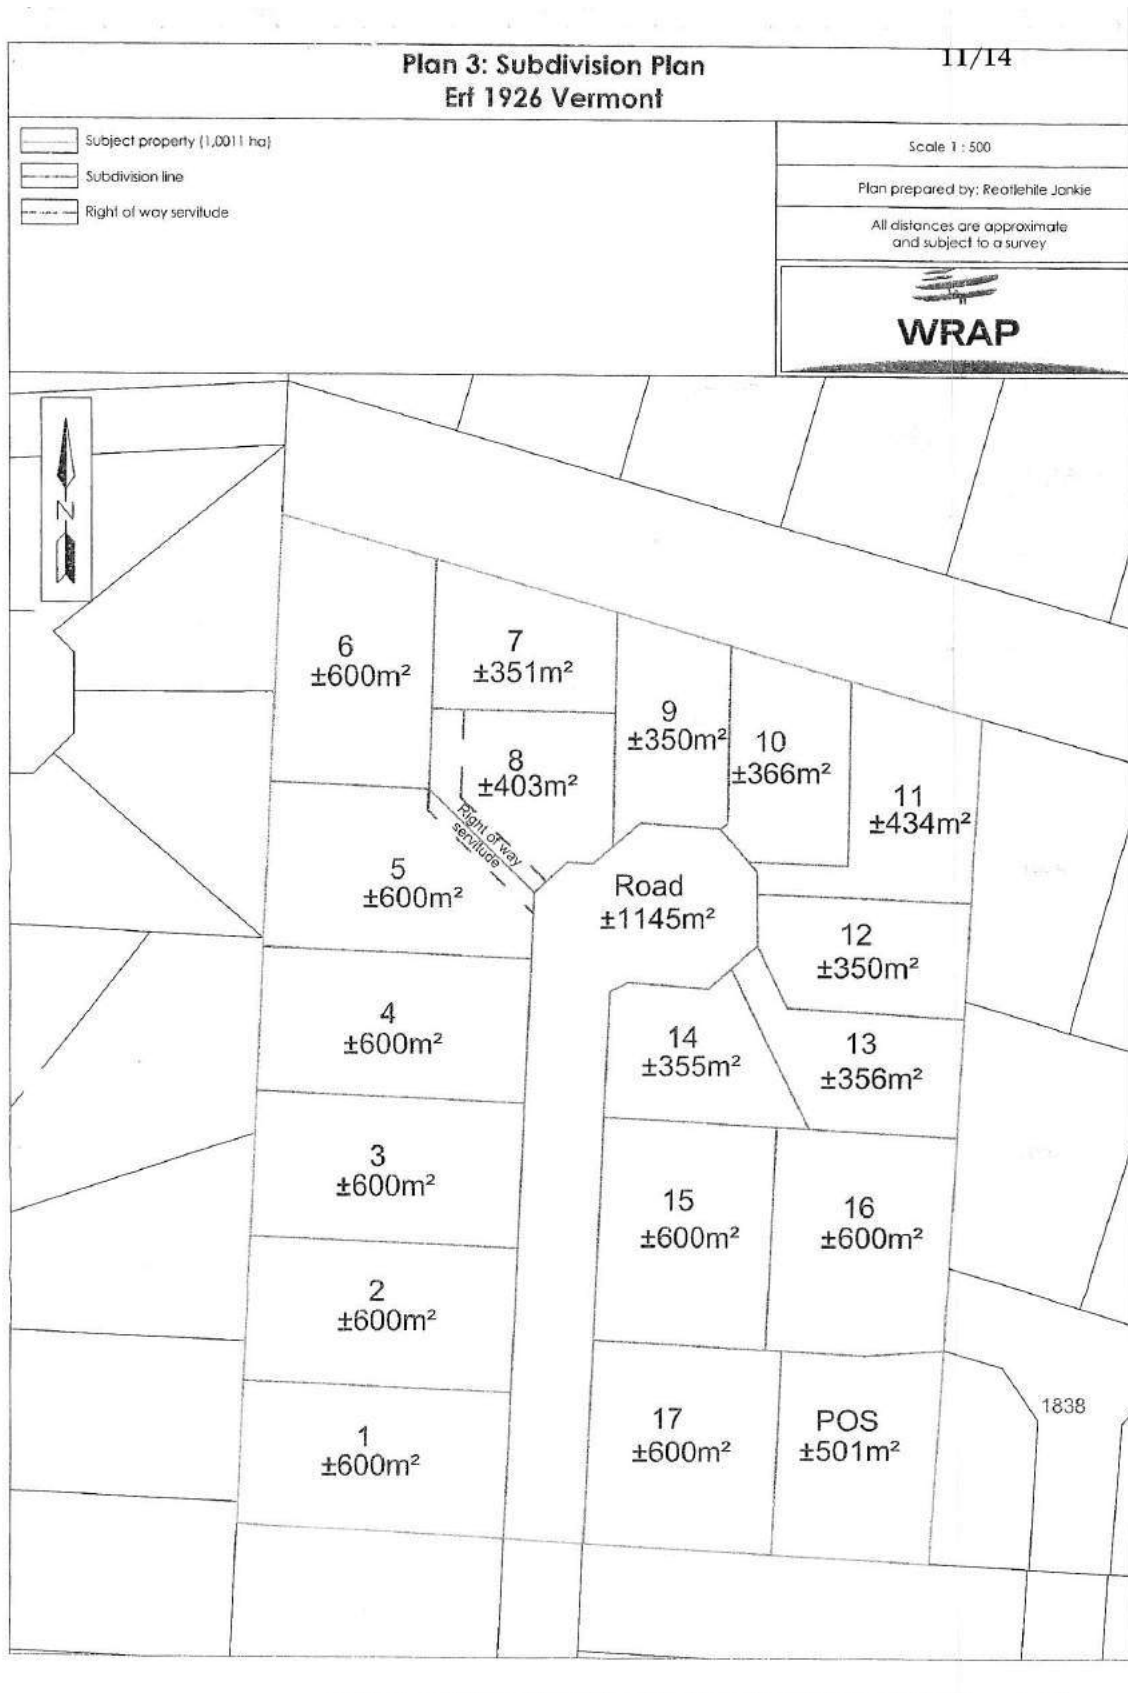 11/14
Plan 3: Subdivision Plan
Erf 1926 Vermont
Subject property (1,0011 ha)
Subdivision line
Right of way servitude
Scale 1 : 500
Plan prepared by: Reatlehile Jankie
All distances are approximate
and subject to a survey
WRAP
N
6
±600m²
7
±351m²
8
±403m²
9
±350m²
10
±366m²
11
±434m²
Right of way
servitude
5
±600m²
Road
±1145m²
12
±350m²
4
±600m²
14
±355m²
13
±356m²
3
±600m²
15
±600m²
16
±600m²
2
±600m²
1
±600m²
17
±600m²
POS
±501m²
1838